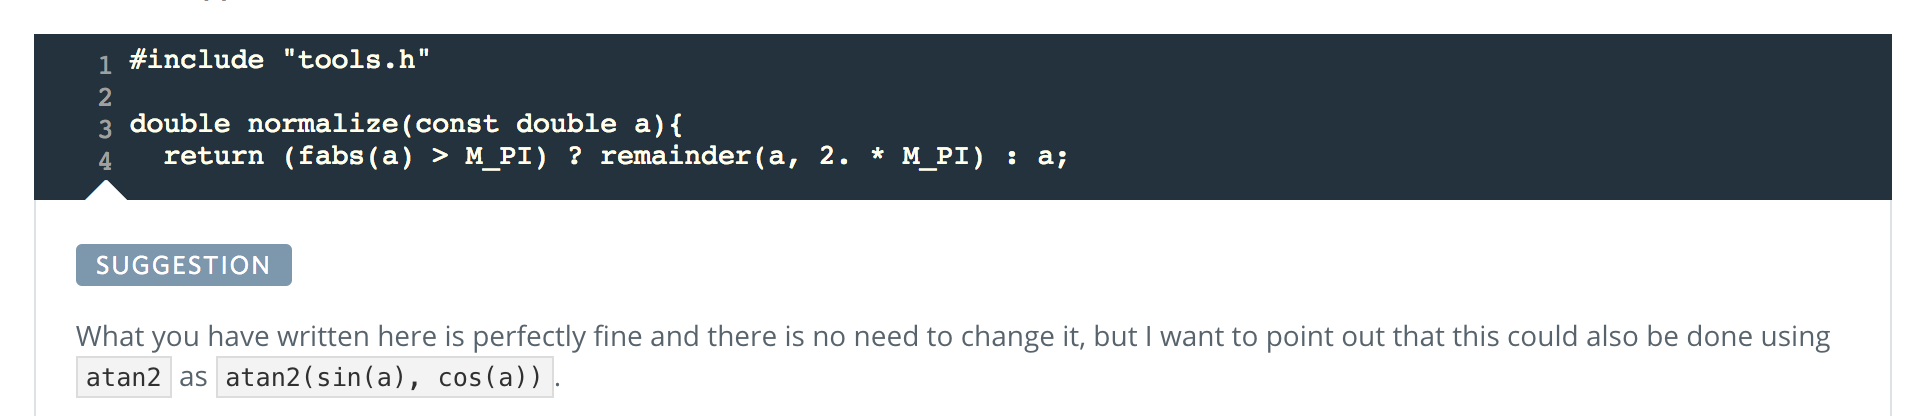 1 #include "tools.h"
2
3 double normalize(const double a){
4 return (fabs(a) > M_PI) ? remainder(a, 2. * M_PI) : a;
SUGGESTION
What you have written here is perfectly fine and there is no need to change it, but I want to point out that this could also be done using
atan2 as atan2(sin(a), cos(a)).